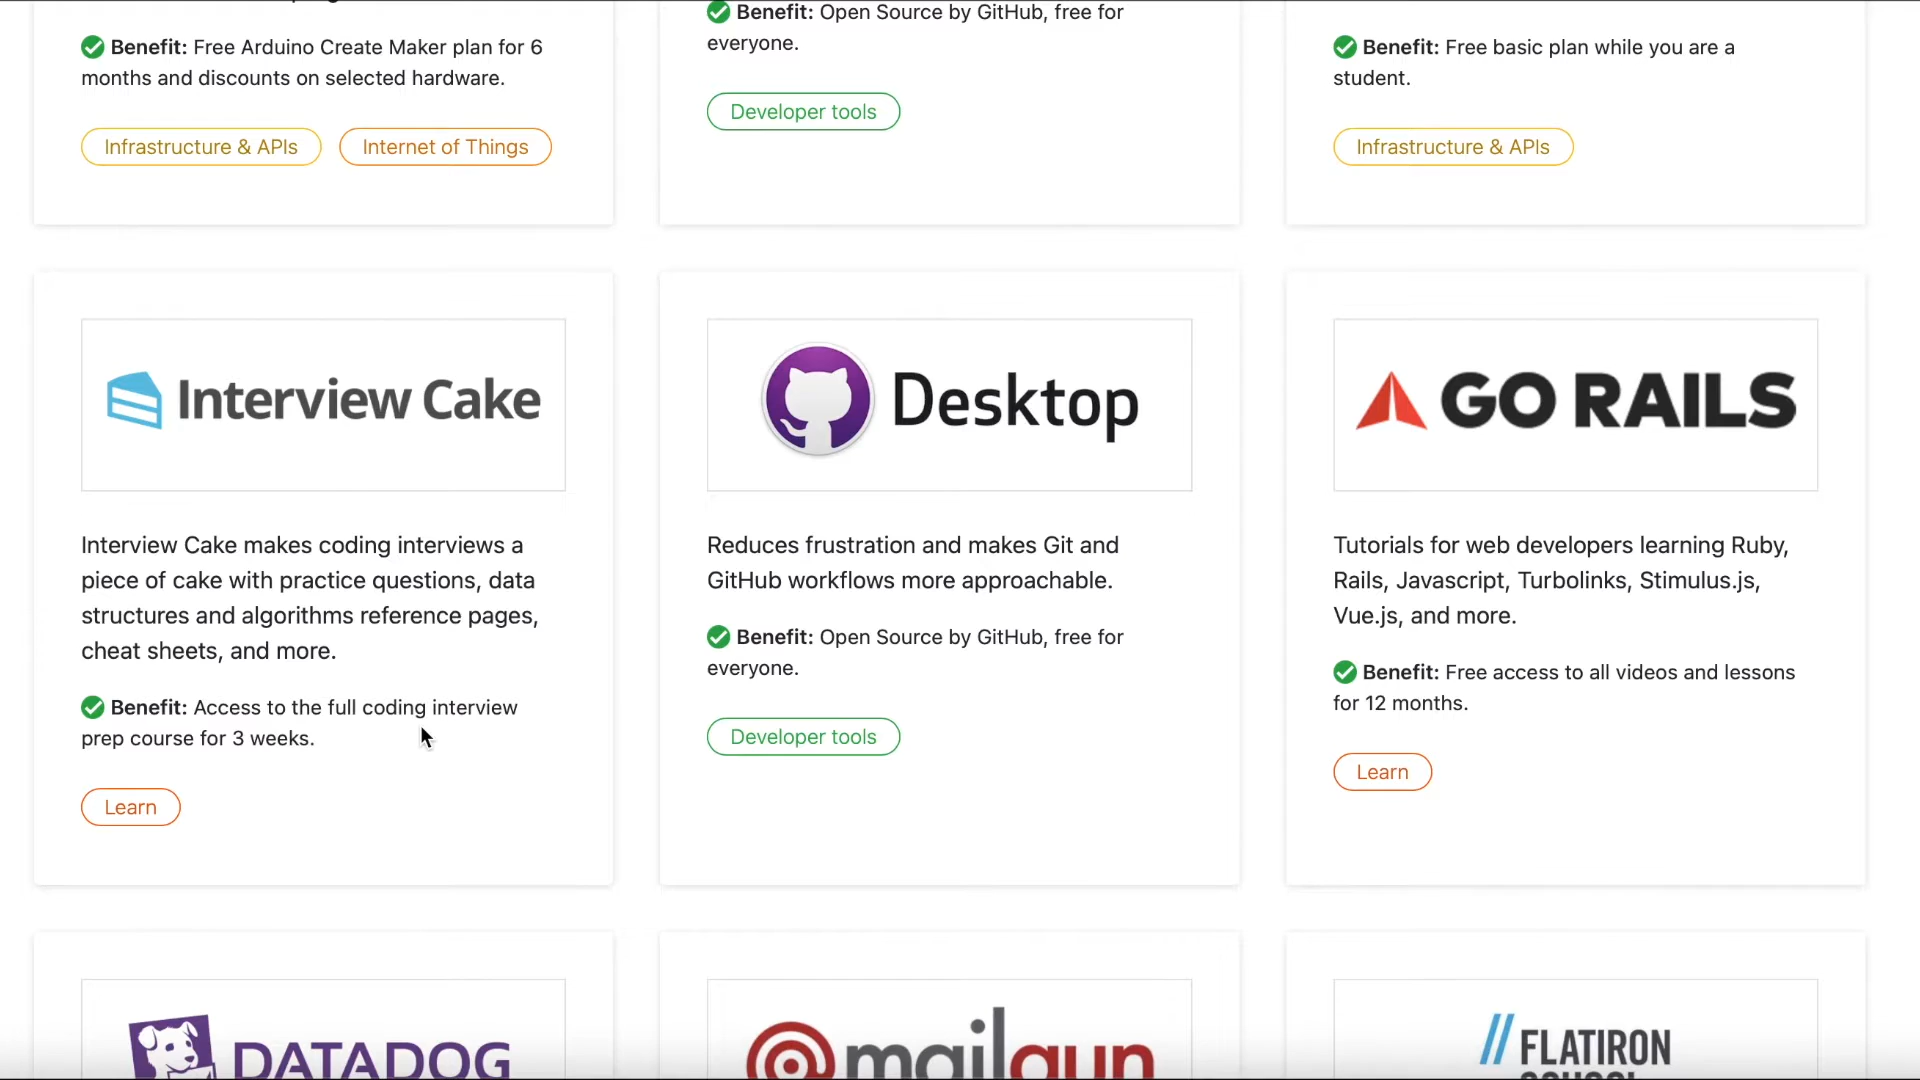 Benefit: Free Arduino Create Maker plan for 6
months and discounts on selected hardware.
Infrastructure & APIs
Internet of Things
Benefit: Open Source by GitHub, free for
everyone.
Developer tools
Benefit: Free basic plan while you are a
student.
Infrastructure & APIs
Interview Cake
Interview Cake makes coding interviews a
piece of cake with practice questions, data
structures and algorithms reference pages,
cheat sheets, and more.
Benefit: Access to the full coding interview
prep course for 3 weeks.
Learn
Desktop
Reduces frustration and makes Git and
GitHub workflows more approachable.
Benefit: Open Source by GitHub, free for
everyone.
Developer tools
GO RAILS
Tutorials for web developers learning Ruby,
Rails, Javascript, Turbolinks, Stimulus.js,
Vue.js, and more.
Benefit: Free access to all videos and lessons
for 12 months.
Learn
DATADOG
mailgun
FLATIRON
SCHOOL